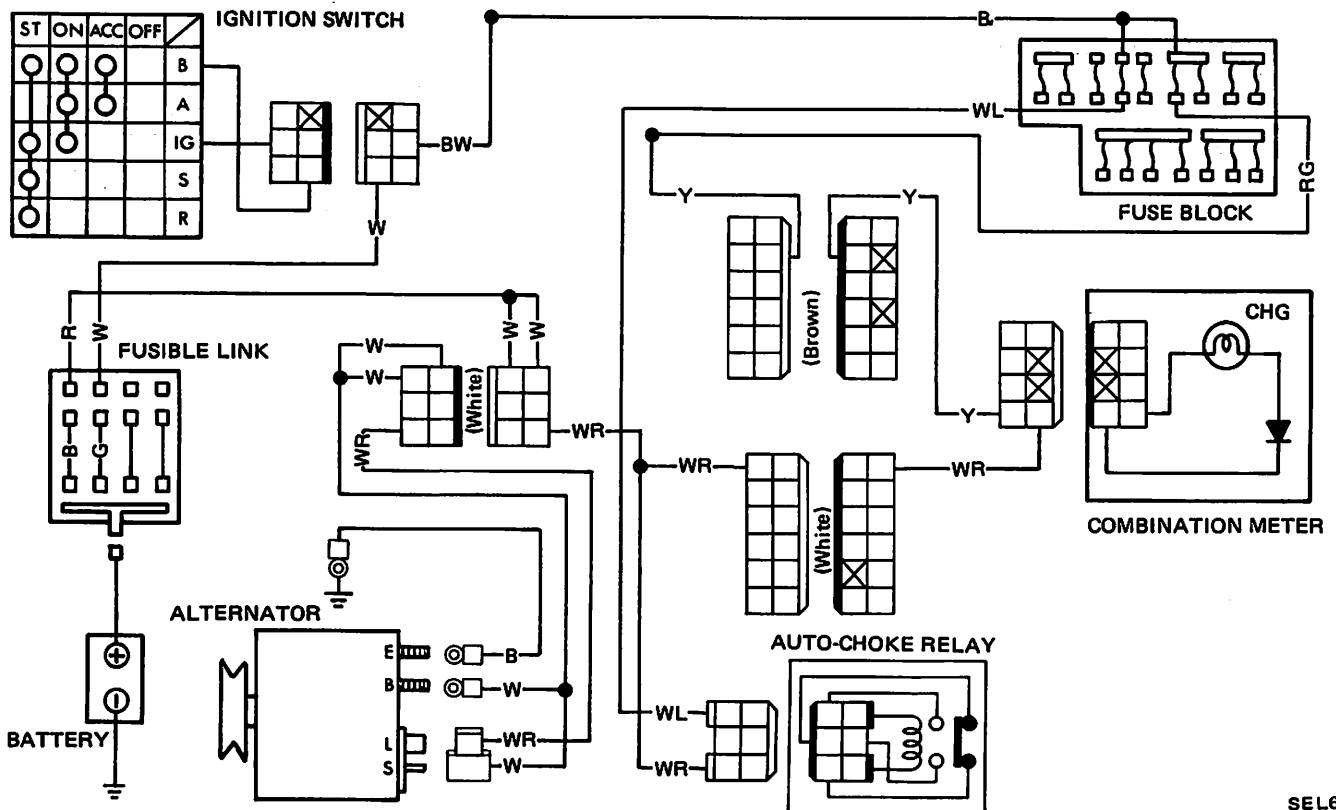 IGNITION SWITCH
ST ON ACC OFF
B
A
IG
S
R
BW
W
B
WL
RG
FUSE BLOCK
Y
Y
(Brown)
Y
R
W
W
W
FUSIBLE LINK
B
G
W
W
WR
(White)
WR
WR
(White)
WR
CHG
COMBINATION METER
BATTERY
ALTERNATOR
E
B
B
W
L
S
WR
W
AUTO-CHOKE RELAY
WL
WR